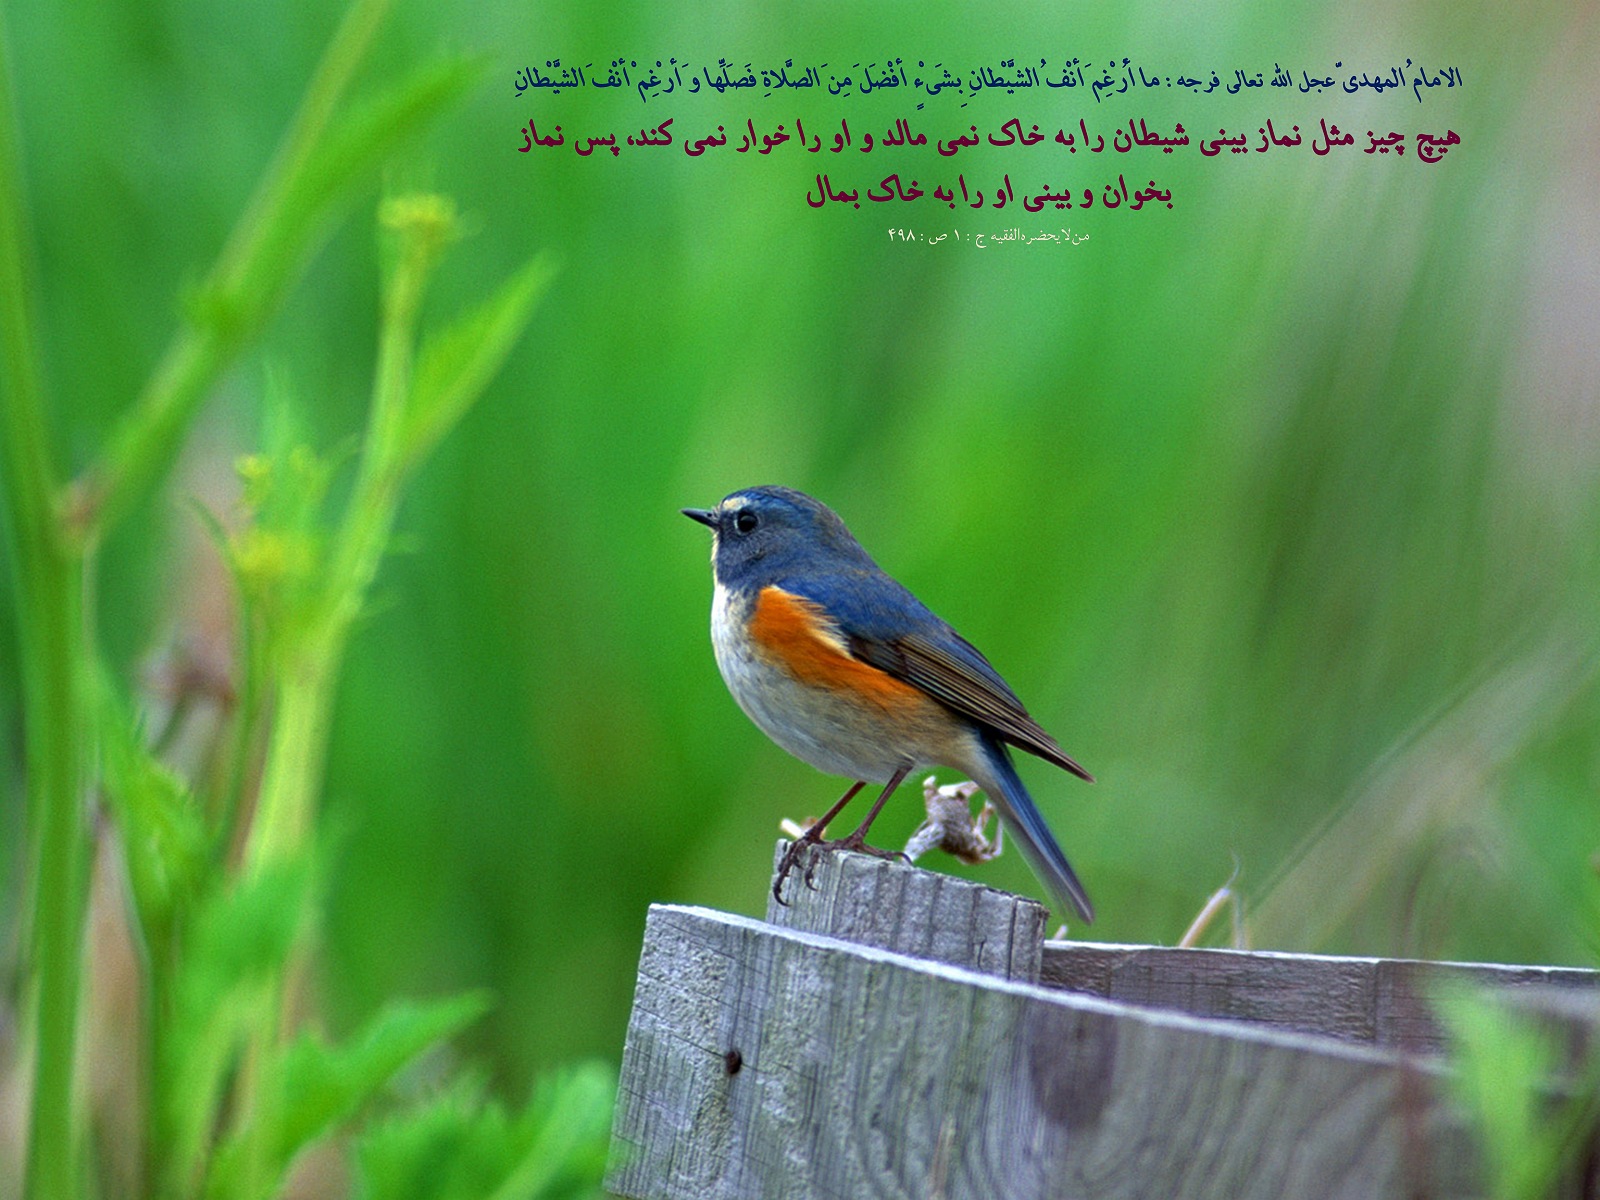 الامامُ المهدىّ عجل الله تعالى فرجه : ما أُرْغِمَ أَنْفُ الشَّيْطانِ بِشَىْءٍ أَفْضَلَ مِنَ الصَّلاةِ فَصَلِّها وَ أَرْغِمْ أَنْفَ الشَّيْطانِ
هیچ چیز مثل نماز بینی شیطان را به خاک نمی مالد و او را خوار نمی کند، پس نماز
بخوان و بینی او را به خاک بمال
من‌لایحضره‌الفقیه ج : ۱ ص : ۴۹۸